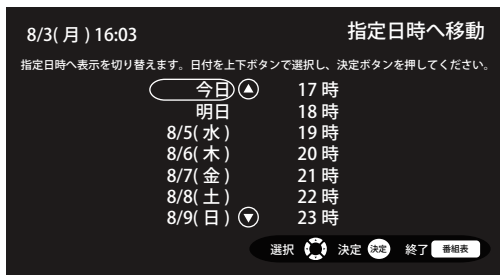 8/3(月) 16:03 指定日時へ移動
指定日時へ表示を切り替えます。日付を上下ボタンで選択し、決定ボタンを押してください。
今日 17時
明日 18時
8/5(水) 19時
8/6(木) 20時
8/7(金) 21時
8/8(土) 22時
8/9(日) 23時
選択 決定 決定 終了 番組表